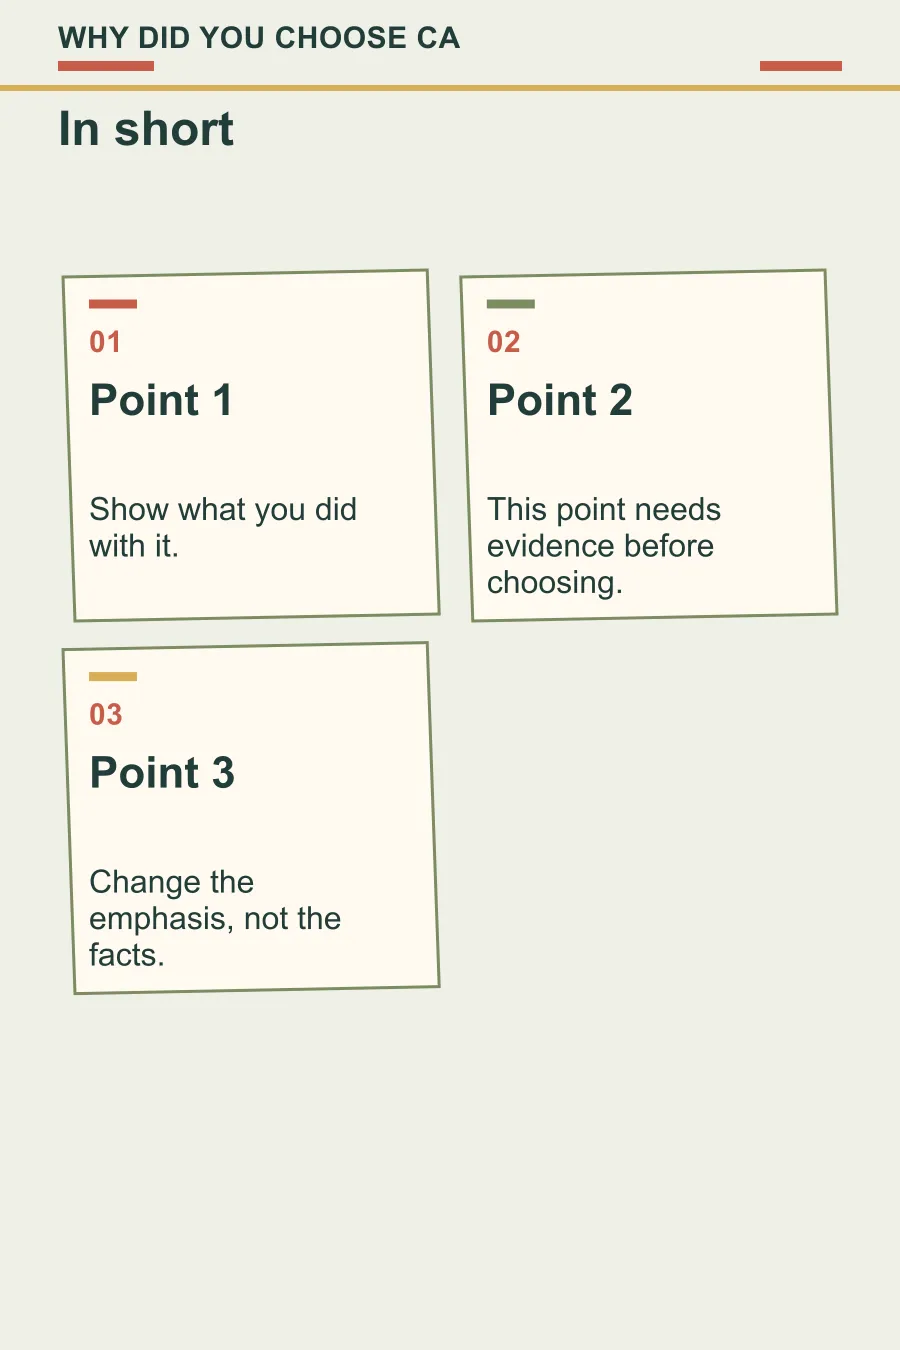 WHY DID YOU CHOOSE CA
In short
01
Point 1
Show what you did
with it.
02
Point 2
This point needs
evidence before
choosing.
03
Point 3
Change the
emphasis, not the
facts.